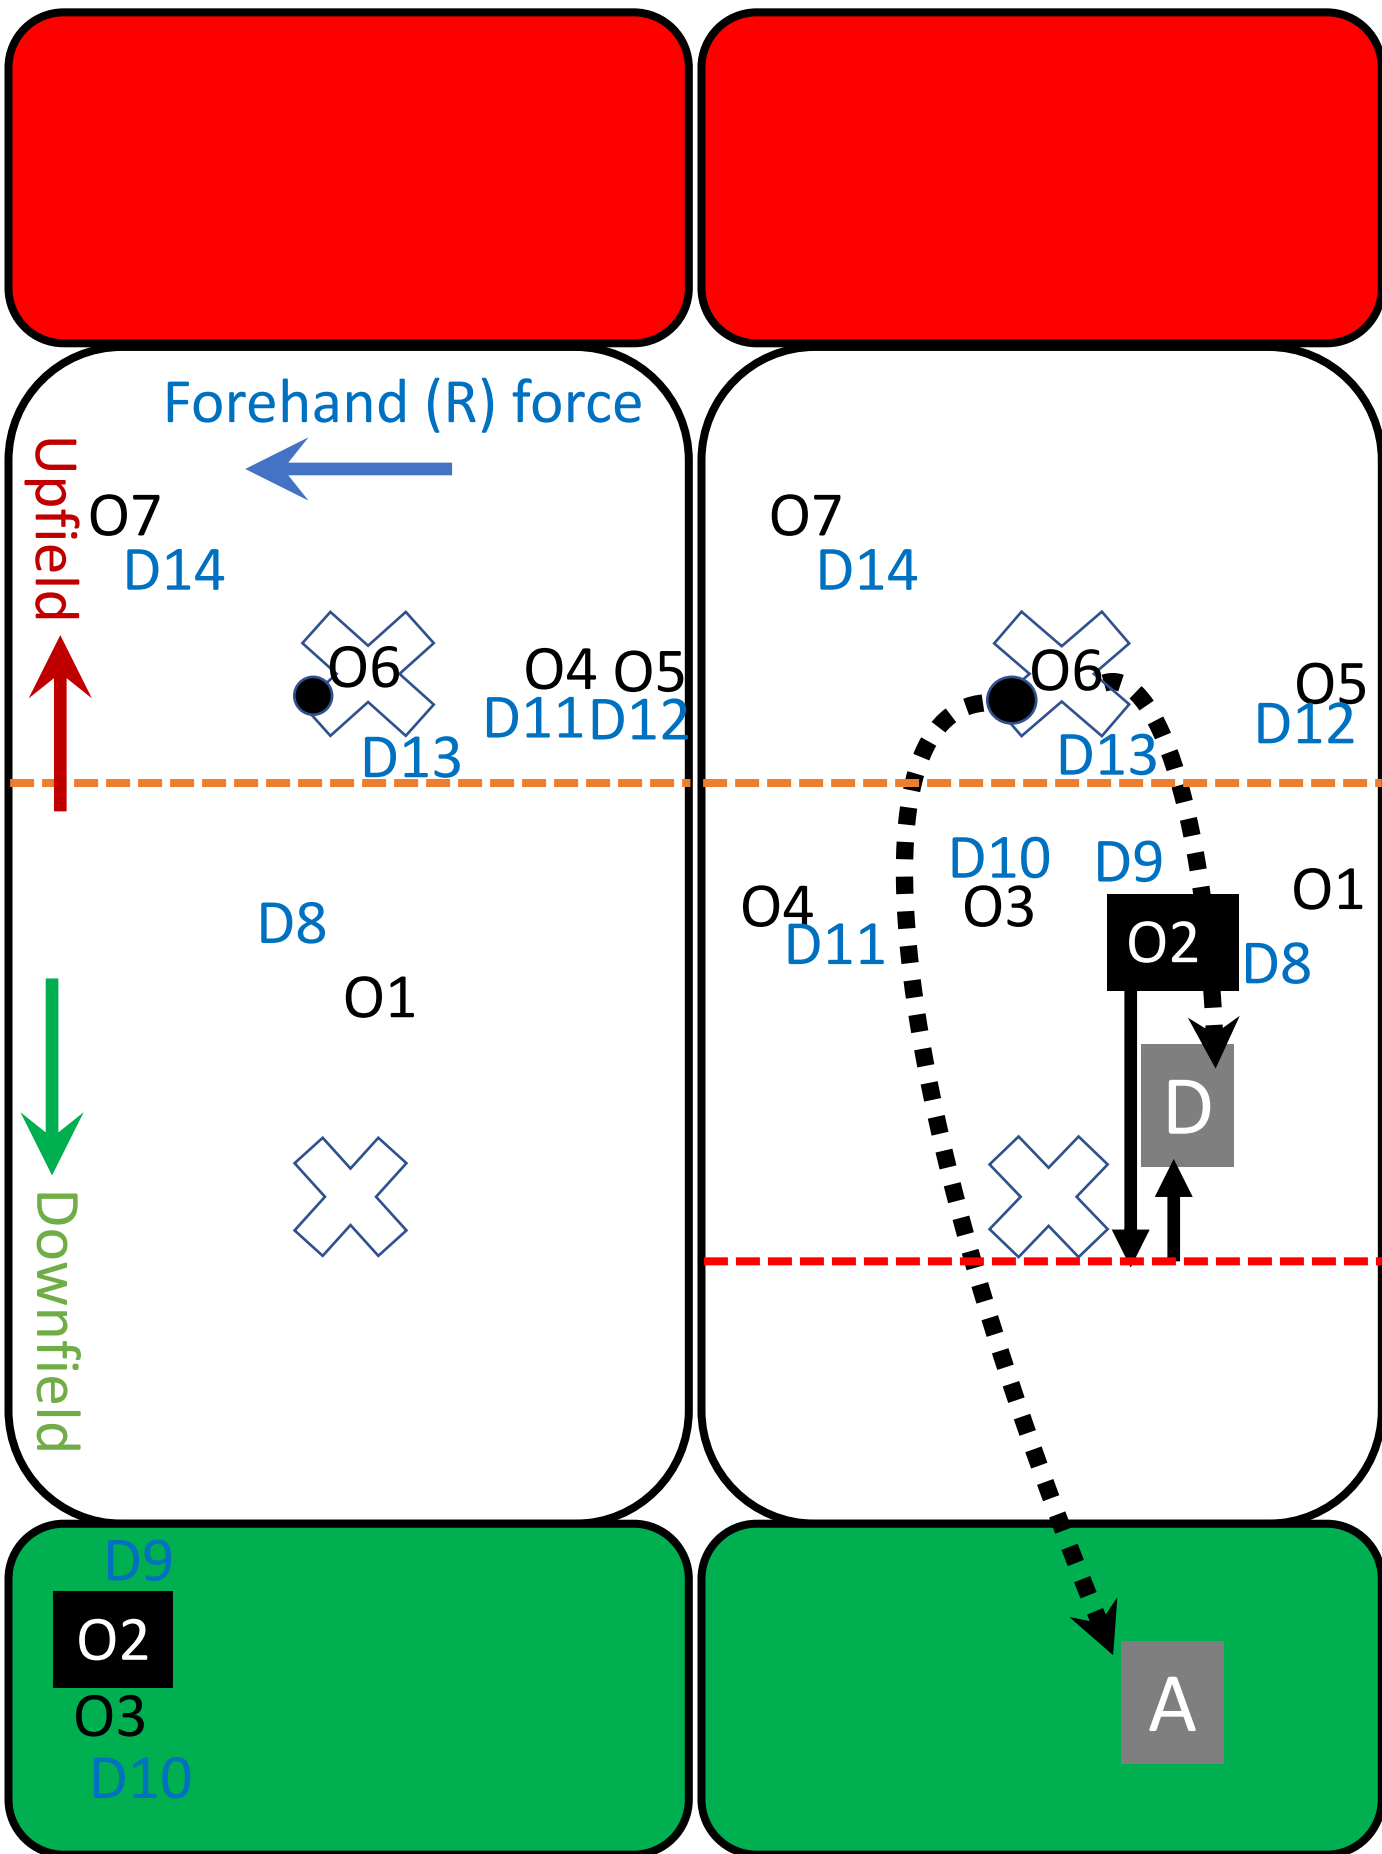 Forehand (R) force
Upfield
O7
D14
O6
O4
O5
D11
D12
D13
D8
O1
Downfield
D9
O2
O3
D10
O7
D14
O6
O5
D12
D13
D10
D9
O4
O3
O1
D11
O2
D8
D
A